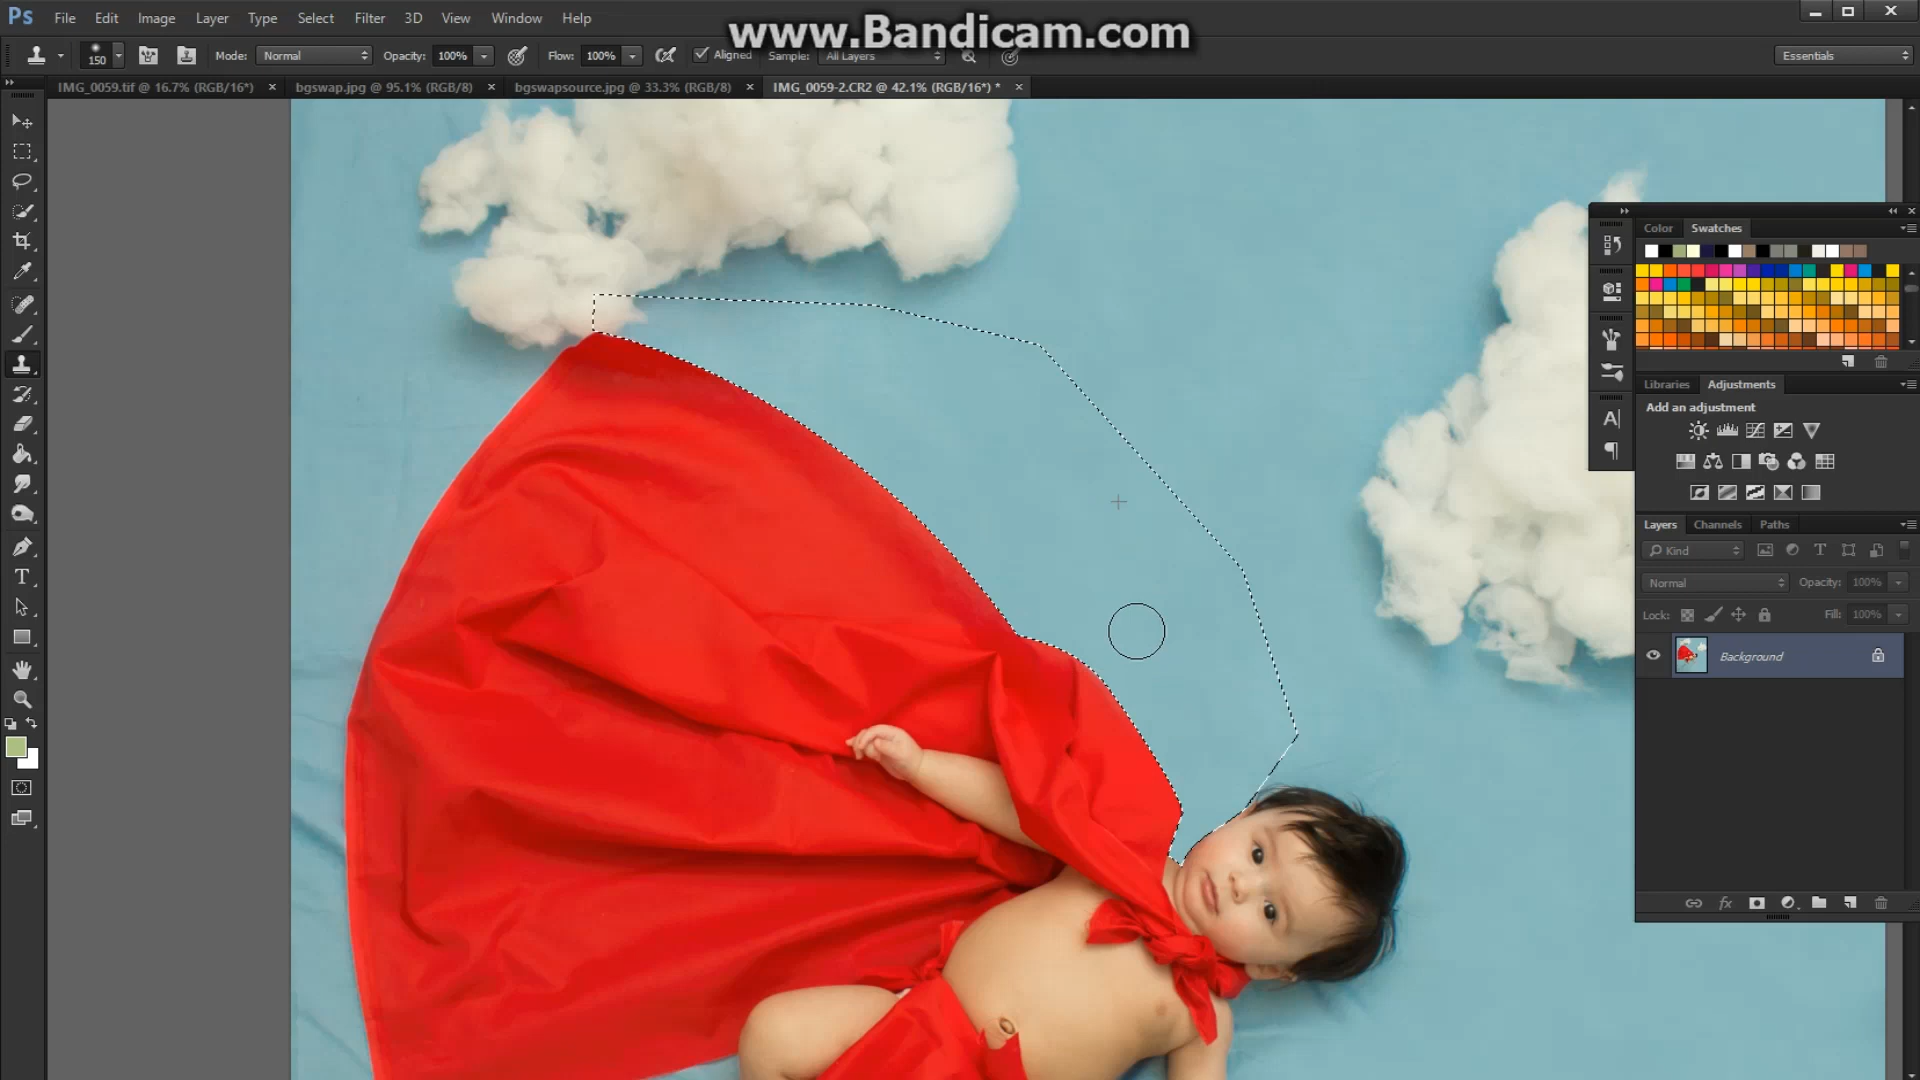 Ps File Edit Image Layer Type Select Filter 3D View Window Help
www.Bandicam.com
150 Mode: Normal Opacity: 100% Flow: 100% Aligned Sample: All Layers Essentials
IMG_0059.tif @ 16.7% (RGB/16*) × bgswap.jpg @ 95.1% (RGB/8) × bgswapsource.jpg @ 33.3% (RGB/8) × IMG_0059-2.CR2 @ 42.1% (RGB/16*) * ×
Color Swatches
Libraries Adjustments
Add an adjustment
Layers Channels Paths
Kind
Normal Opacity: 100%
Lock: Fill: 100%
Background